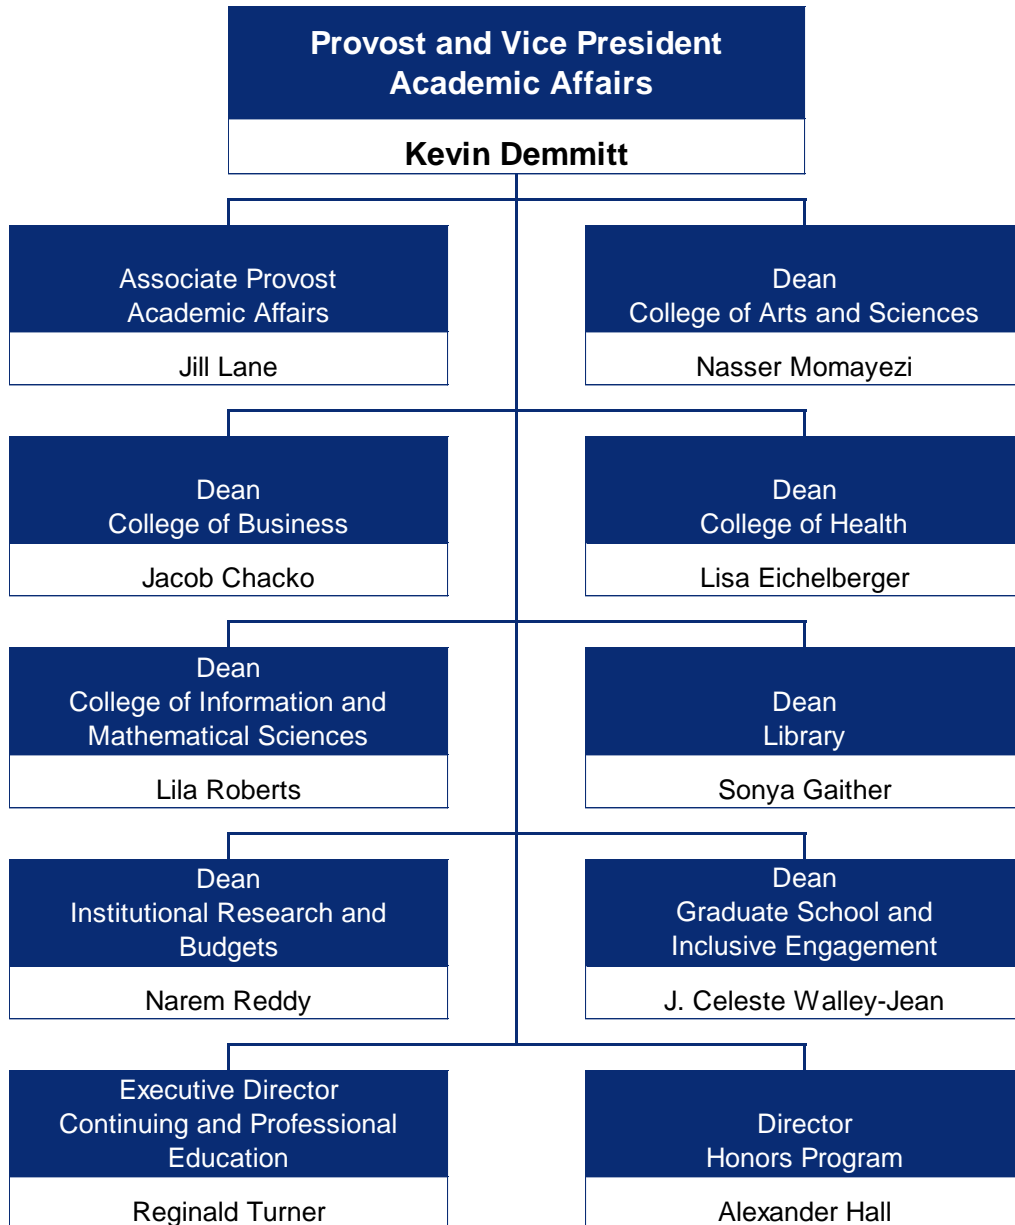 Provost and Vice President
Academic Affairs
Kevin Demmitt
Associate Provost
Academic Affairs
Jill Lane
Dean
College of Arts and Sciences
Nasser Momayezi
Dean
College of Business
Jacob Chacko
Dean
College of Health
Lisa Eichelberger
Dean
College of Information and
Mathematical Sciences
Lila Roberts
Dean
Library
Sonya Gaither
Dean
Institutional Research and
Budgets
Narem Reddy
Dean
Graduate School and
Inclusive Engagement
J. Celeste Walley-Jean
Executive Director
Continuing and Professional
Education
Reginald Turner
Director
Honors Program
Alexander Hall